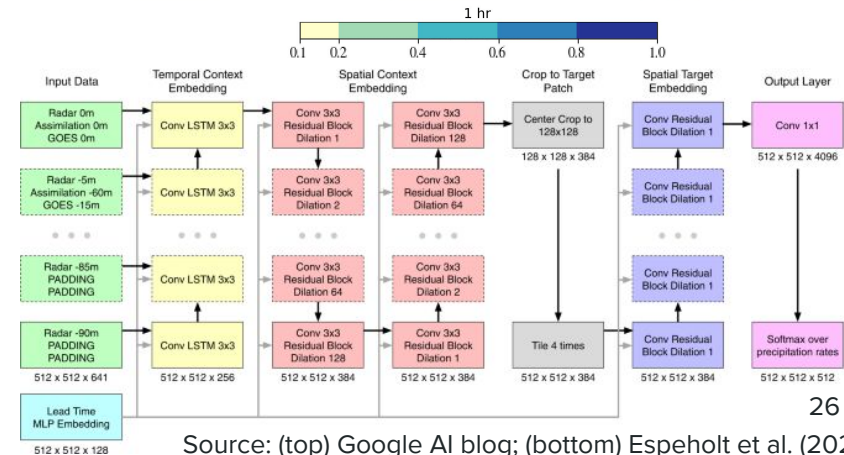 1 hr
0.1 0.2 0.4 0.6 0.8 1.0
Input Data
Radar 0m
Assimilation 0m
GOES 0m
Radar -5m
Assimilation -60m
GOES -15m
Radar -85m
PADDING
PADDING
Radar -90m
PADDING
PADDING
512 x 512 x 641
Lead Time
MLP Embedding
512 x 512 x 128
Temporal Context
Embedding
Conv LSTM 3x3
Conv LSTM 3x3
Conv LSTM 3x3
Conv LSTM 3x3
512 x 512 x 256
Spatial Context
Embedding
Conv 3x3
Residual Block
Dilation 1
Conv 3x3
Residual Block
Dilation 2
Conv 3x3
Residual Block
Dilation 64
Conv 3x3
Residual Block
Dilation 128
512 x 512 x 384
Conv 3x3
Residual Block
Dilation 128
Conv 3x3
Residual Block
Dilation 64
Conv 3x3
Residual Block
Dilation 2
Conv 3x3
Residual Block
Dilation 1
512 x 512 x 384
Crop to Target
Patch
Center Crop to
128x128
128 x 128 x 384
Tile 4 times
512 x 512 x 384
Spatial Target
Embedding
Conv Residual
Block Dilation 1
Conv Residual
Block Dilation 1
Conv Residual
Block Dilation 1
Conv Residual
Block Dilation 1
512 x 512 x 384
Output Layer
Conv 1x1
512 x 512 x 4096
Softmax over
precipitation rates
512 x 512 x 512
26
Source: (top) Google AI blog; (bottom) Espeholt et al. (202